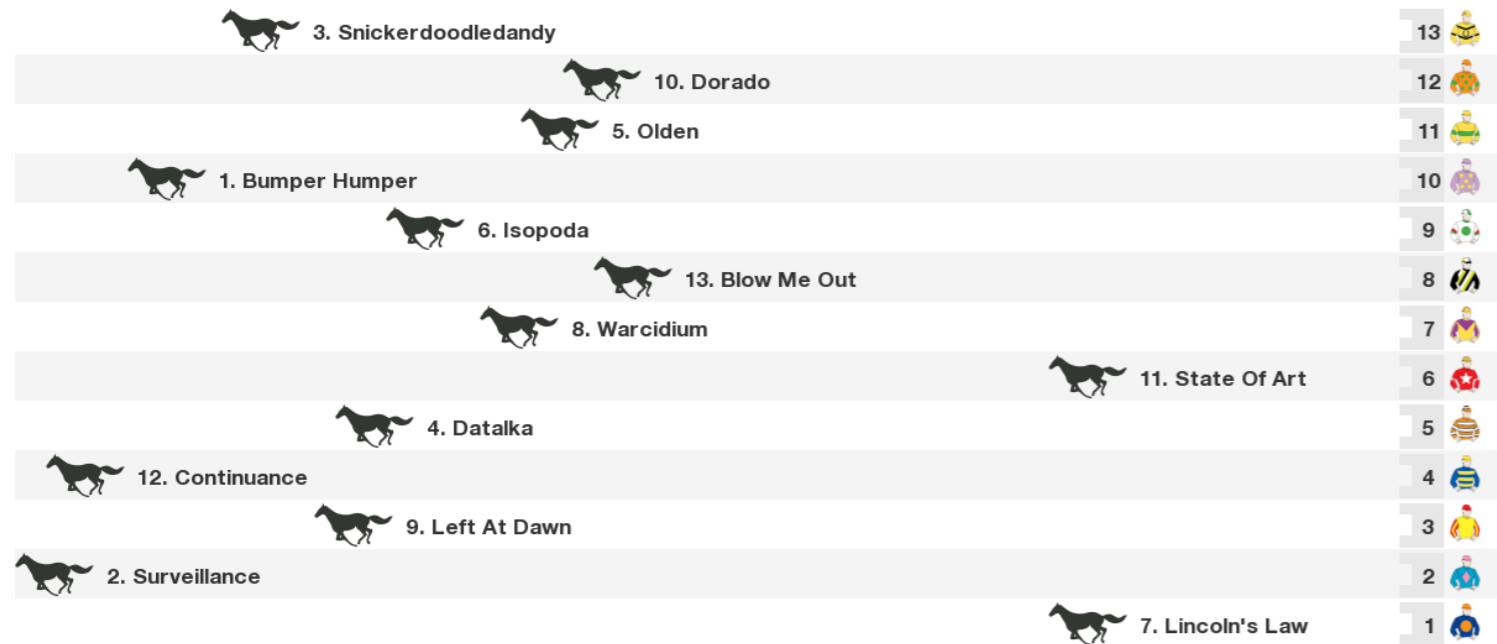 3. Snickerdoodledandy 13
10. Dorado 12
5. Olden 11
1. Bumper Humper 10
6. Isopoda 9
13. Blow Me Out 8
8. Warcidium 7
11. State Of Art 6
4. Datalka 5
12. Continuance 4
9. Left At Dawn 3
2. Surveillance 2
7. Lincoln's Law 1